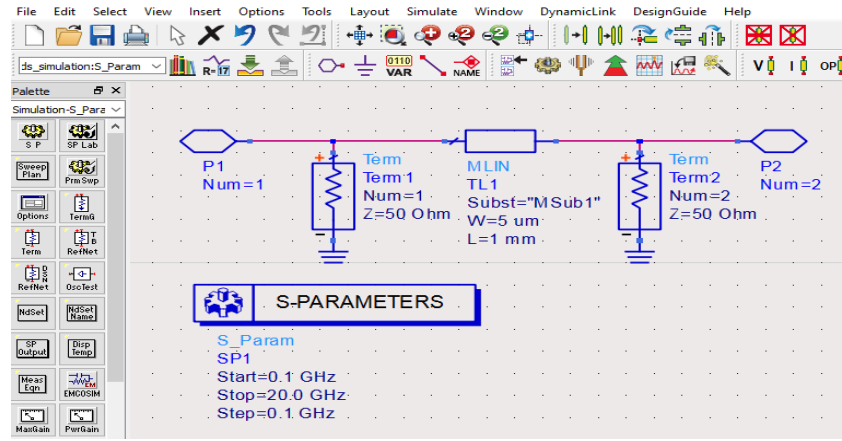 File Edit Select View Insert Options Tools Layout Simulate Window DynamicLink DesignGuide Help
ds_simulation:S_Param
R-17
0110
VAR
NAME
V I OP
Palette
Simulation-S_Para
S P SP Lab
Sweep Plan Prm Swp
Options TermG
Term RefNet
RefNet OscTest
NdSet NdSet Name
SP Output Disp Temp
Meas Eqn EMCOSIM
MaxGain PwrGain
P1
Num=1
Term
Term1
Num=1
Z=50 Ohm
MLIN
TL1
Subst="MSub1"
W=5 um
L=1 mm
Term
Term2
Num=2
Z=50 Ohm
P2
Num=2
S-PARAMETERS
S_Param
SP1
Start=0.1 GHz
Stop=20.0 GHz
Step=0.1 GHz